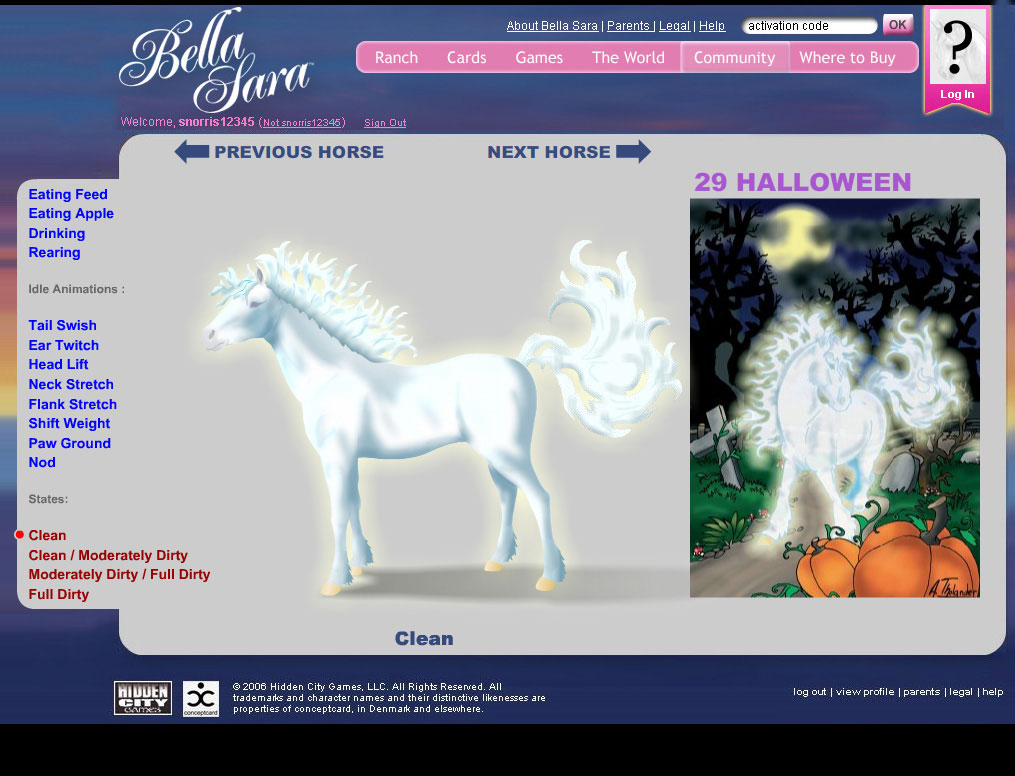 Bella Sara™
About Bella Sara | Parents | Legal | Help
activation code
OK
?
Log In
Ranch Cards Games The World Community Where to Buy
Welcome, snorris12345 (Not snorris12345) Sign Out
PREVIOUS HORSE
NEXT HORSE
29 HALLOWEEN
Eating Feed
Eating Apple
Drinking
Rearing
Idle Animations :
Tail Swish
Ear Twitch
Head Lift
Neck Stretch
Flank Stretch
Shift Weight
Paw Ground
Nod
States:
Clean
Clean / Moderately Dirty
Moderately Dirty / Full Dirty
Full Dirty
Clean
HIDDEN
CITY
GAMES
conceptcard
© 2006 Hidden City Games, LLC. All Rights Reserved. All
trademarks and character names and their distinctive likenesses are
properties of conceptcard, in Denmark and elsewhere.
log out | view profile | parents | legal | help